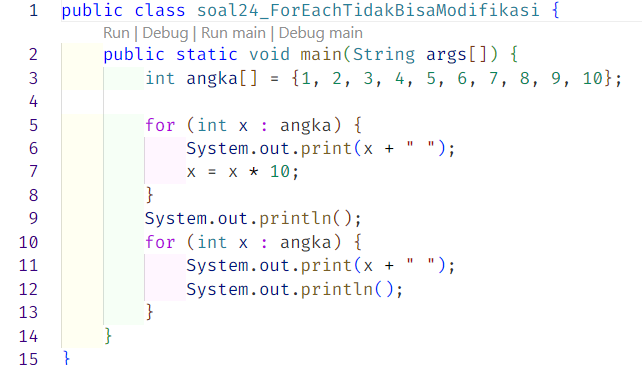 1 public class soal24_ForEachTidakBisaModifikasi {
Run | Debug | Run main | Debug main
2     public static void main(String args[]) {
3         int angka[] = {1, 2, 3, 4, 5, 6, 7, 8, 9, 10};
4
5         for (int x : angka) {
6             System.out.print(x + " ");
7             x = x * 10;
8         }
9         System.out.println();
10         for (int x : angka) {
11             System.out.print(x + " ");
12             System.out.println();
13         }
14     }
15 }